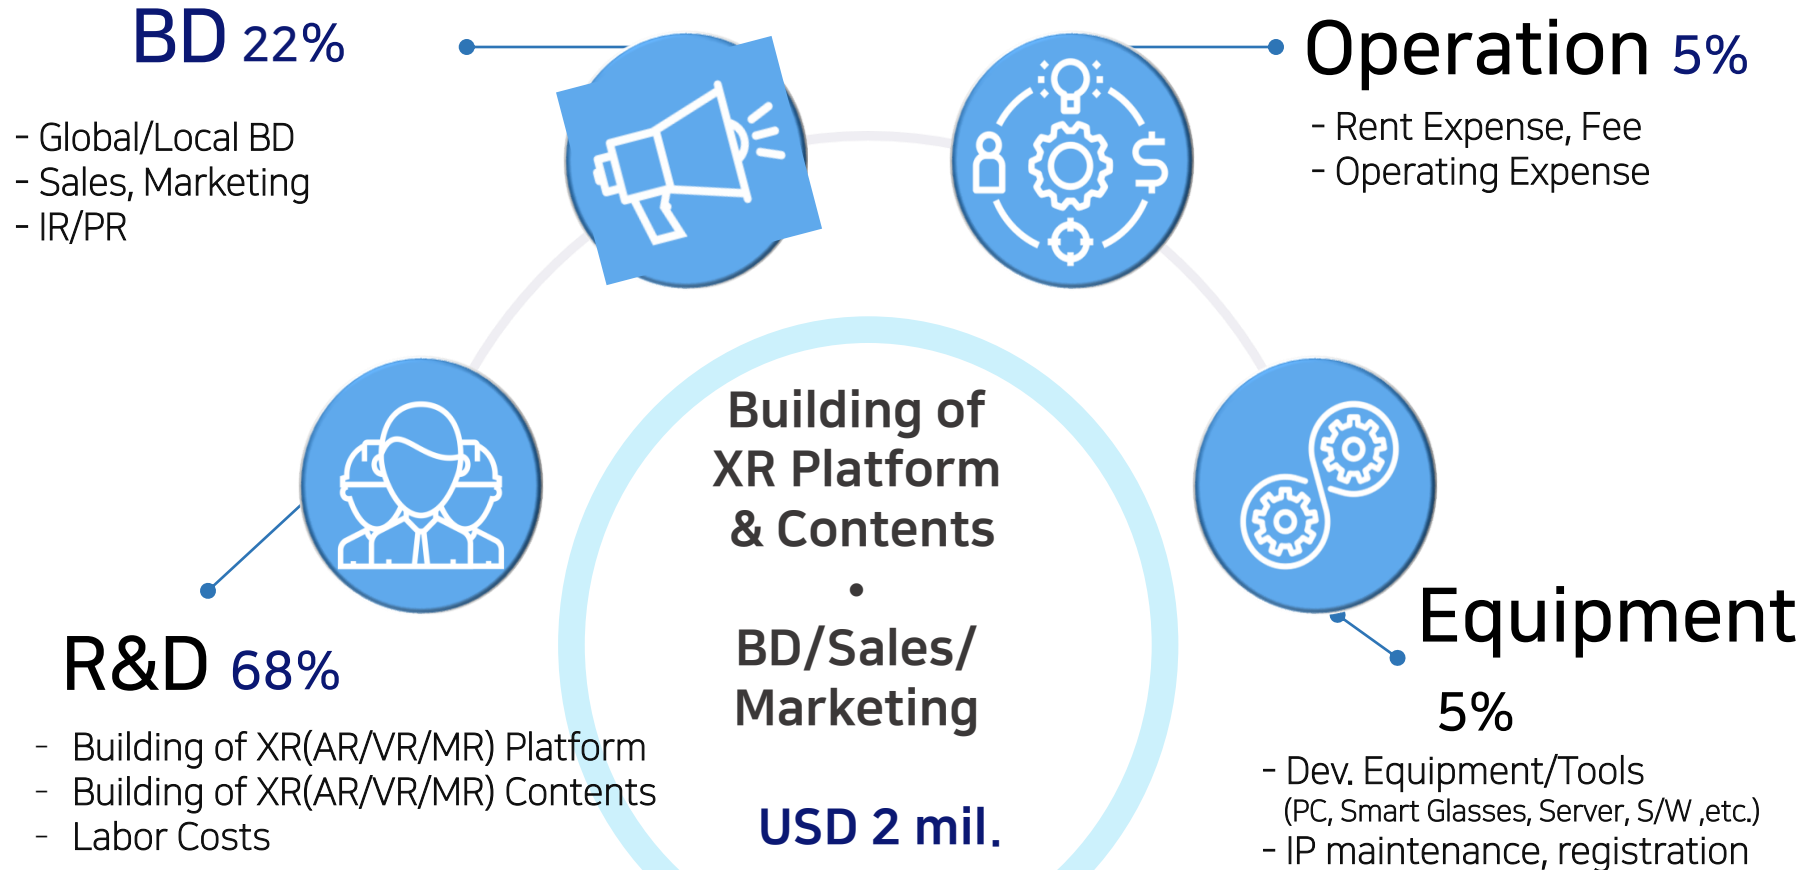 BD 22%
- Global/Local BD
- Sales, Marketing
- IR/PR
Operation 5%
- Rent Expense, Fee
- Operating Expense
R&D 68%
- Building of XR(AR/VR/MR) Platform
- Building of XR(AR/VR/MR) Contents
- Labor Costs
Building of
XR Platform
& Contents
•
BD/Sales/
Marketing
USD 2 mil.
Equipment
5%
- Dev. Equipment/Tools
(PC, Smart Glasses, Server, S/W ,etc.)
- IP maintenance, registration